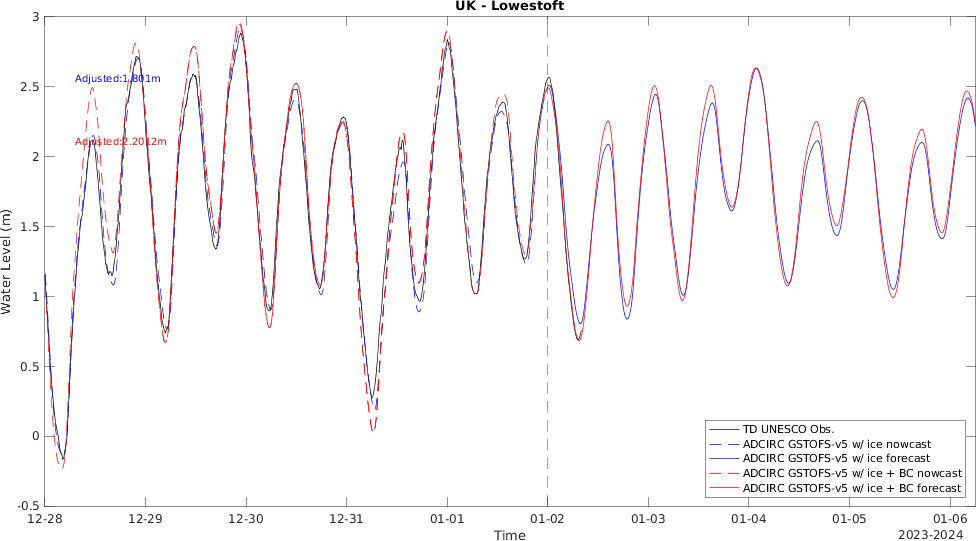 UK - Lowestoft
3
2.5
2
1.5
1
0.5
0
-0.5
Water Level (m)
Adjusted:1.801m
Adjusted:2.2012m
TD UNESCO Obs.
ADCIRC GSTOFS-v5 w/ ice nowcast
ADCIRC GSTOFS-v5 w/ ice forecast
ADCIRC GSTOFS-v5 w/ ice + BC nowcast
ADCIRC GSTOFS-v5 w/ ice + BC forecast
12-28 12-29 12-30 12-31 01-01 01-02 01-03 01-04 01-05 01-06
Time
2023-2024